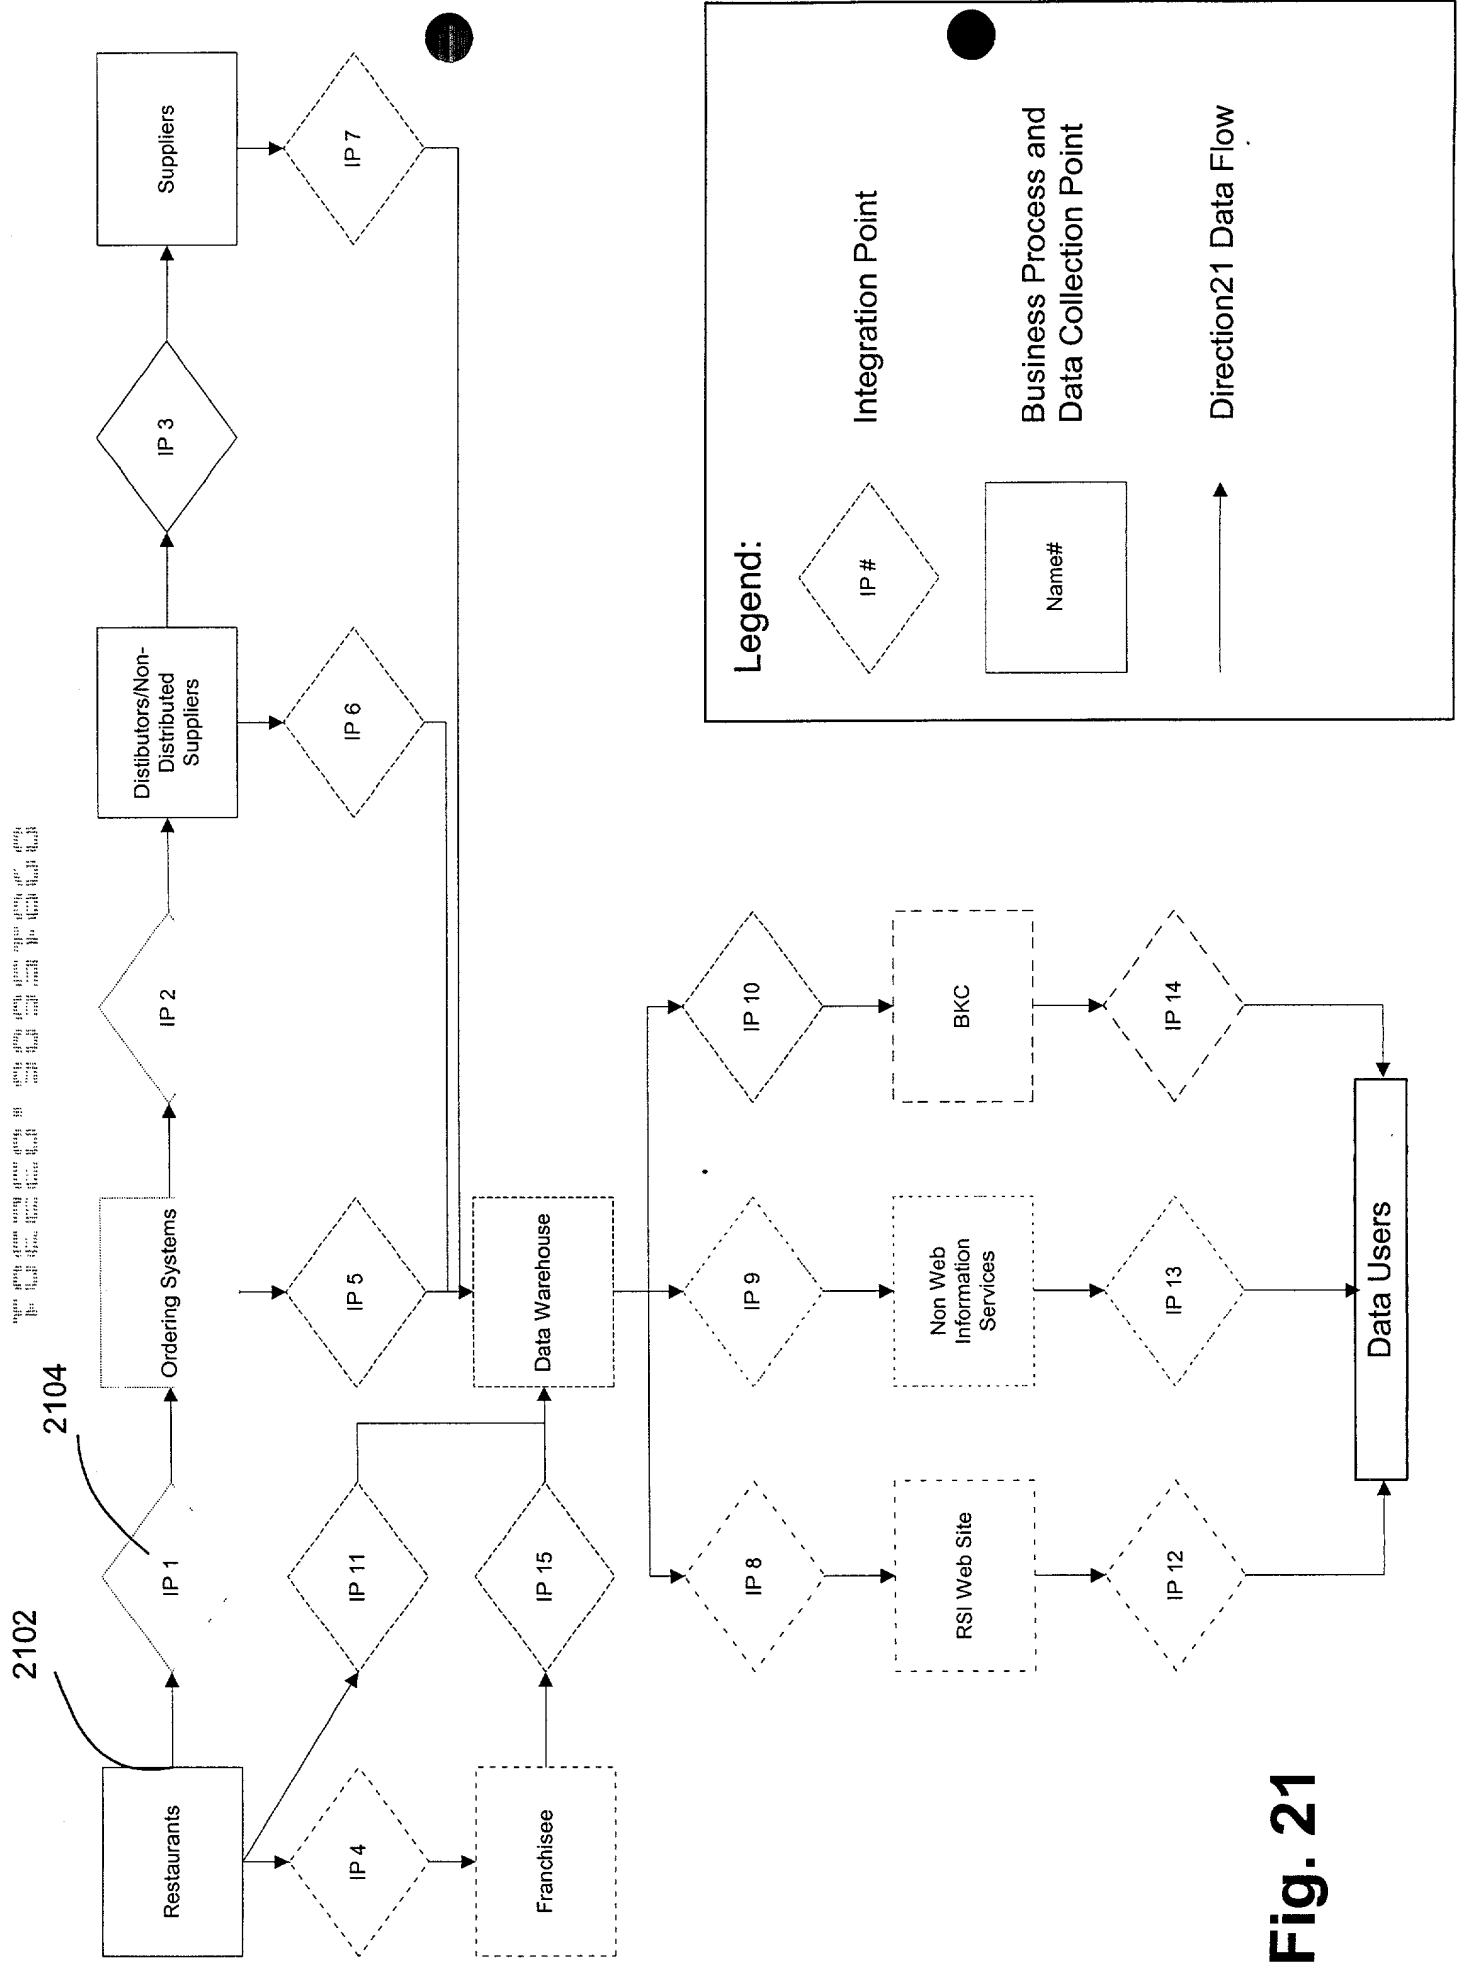 2102
2104
Restaurants
IP 1
Ordering Systems
IP 2
Distibutors/Non-
Distributed
Suppliers
IP 3
Suppliers
IP 4
IP 11
IP 5
IP 6
IP 7
Franchisee
IP 15
Data Warehouse
IP 8
IP 9
IP 10
RSI Web Site
Non Web
Information
Services
BKC
IP 12
IP 13
IP 14
Data Users
Legend:
IP #
Integration Point
Name#
Business Process and
Data Collection Point
Direction21 Data Flow
Fig. 21